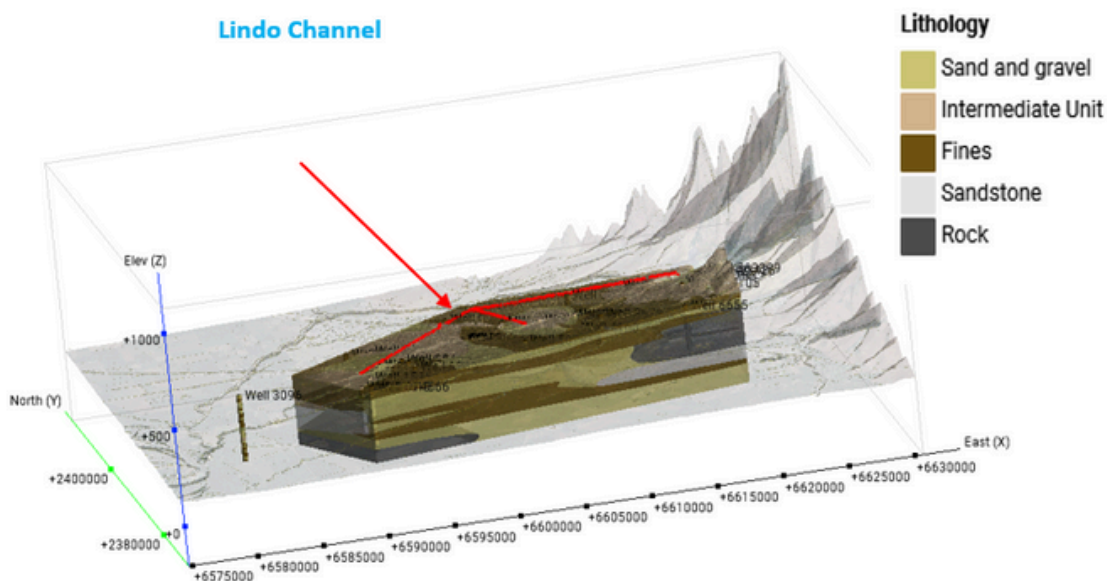 Lindo Channel
Lithology
Sand and gravel
Intermediate Unit
Fines
Sandstone
Rock
Elev (Z)
+1000
North (Y)
Well 3096
+500
East (X)
+2400000
+0
+2380000
+6575000
+6580000
+6585000
+6590000
+6595000
+6600000
+6605000
+6610000
+6615000
+6620000
+6625000
+6630000